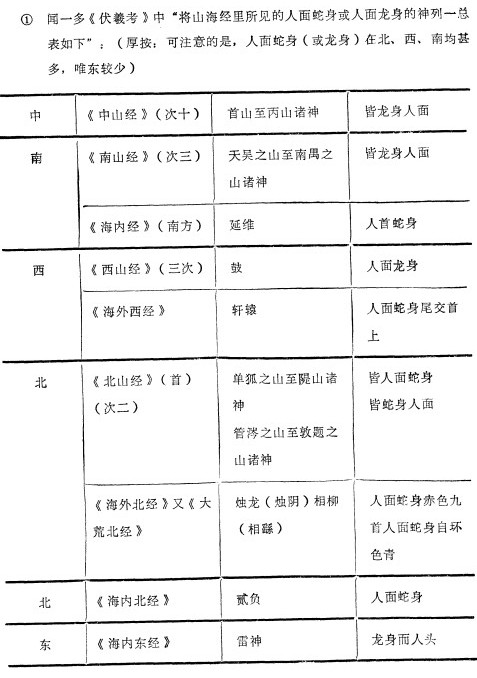 ① 闻一多《伏羲考》中“将山海经里所见的人面蛇身或人面龙身的神列一总
表如下”；（厚按：可注意的是，人面蛇身（或龙身）在北、西、南均甚
多，唯东较少）
中 《中山经》（次十） 首山至丙山诸神 皆龙身人面
南 《南山经》（次三） 天吴之山至南禺之 皆龙身人面
山诸神
《海内经》（南方） 延维 人首蛇身
西 《西山经》（三次） 鼓 人面龙身
《海外西经》 轩辕 人面蛇身尾交首
上
北 《北山经》（首） 单狐之山至隄山诸 皆人面蛇身
（次二） 神 皆蛇身人面
管涔之山至敦题之
山诸神
《海外北经》又《大 烛龙（烛阴）相柳 人面蛇身赤色九
荒北经》 （相繇） 首人面蛇身自环
色青
北 《海内北经》 贰负 人面蛇身
东 《海内东经》 雷神 龙身而人头